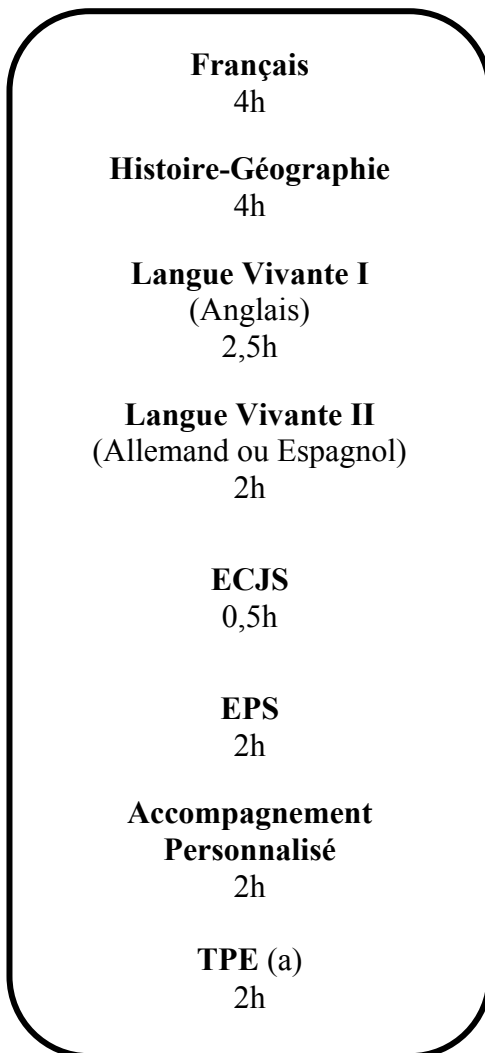 Français
4h
Histoire-Géographie
4h
Langue Vivante I
(Anglais)
2,5h
Langue Vivante II
(Allemand ou Espagnol)
2h
ECJS
0,5h
EPS
2h
Accompagnement
Personnalisé
2h
TPE (a)
2h